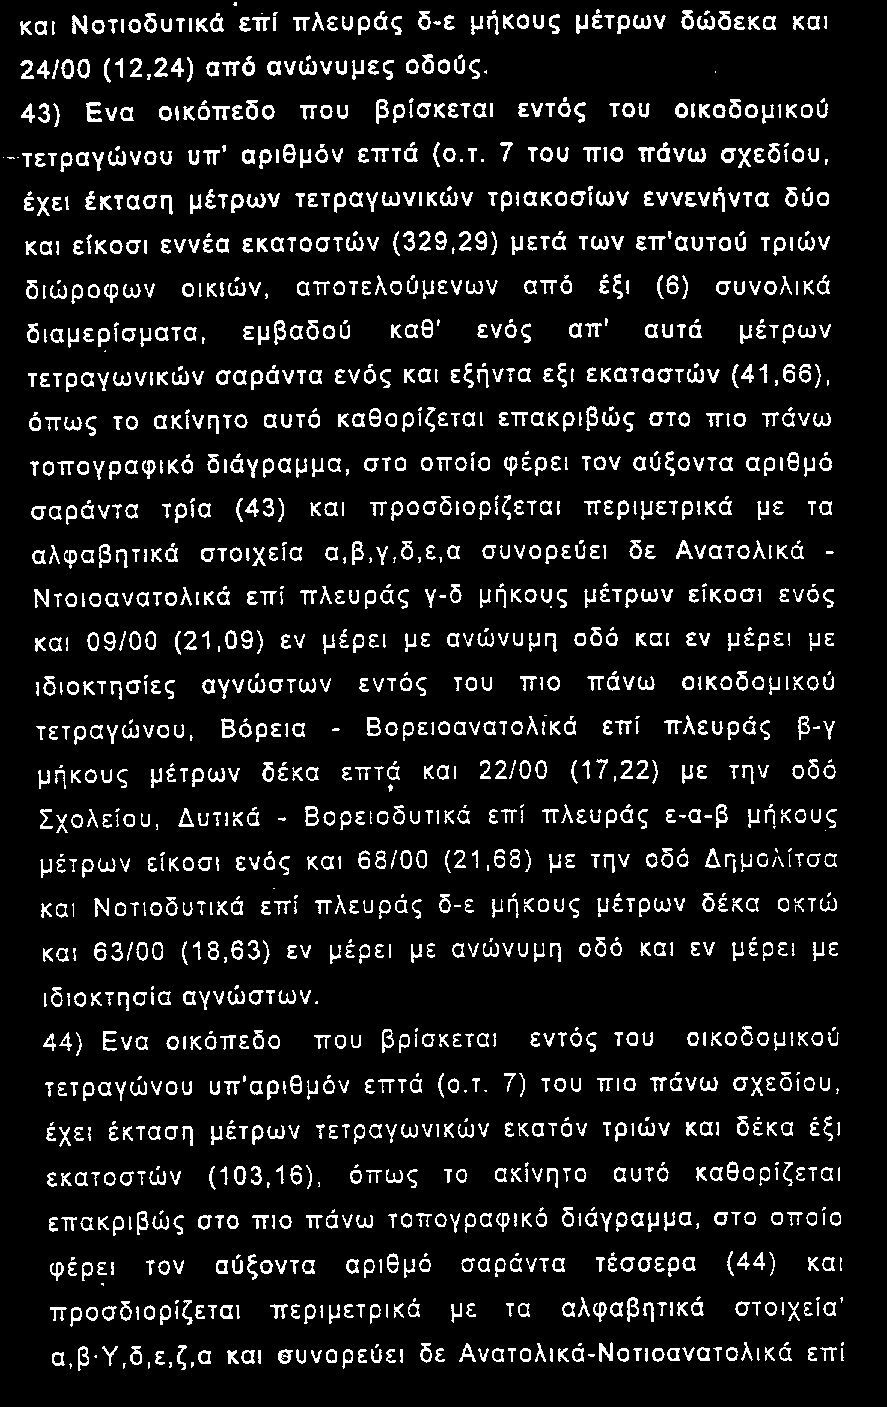 και Νοτιοδυτικά επί πλευράς δ-ε μήκους μέτρων δώδεκα και
24/00 (12,24) από ανώνυμες οδούς.
43) Ενα οικόπεδο που βρίσκεται εντός του οικοδομικού
τετραγώνου υπ' αριθμόν επτά (ο.τ. 7 του πιο πάνω σχεδίου,
έχει έκταση μέτρων τετραγωνικών τριακοσίων εννενήντα δύο
και είκοσι εννέα εκατοστών (329,29) μετά των επ'αυτού τριών
διώροφων οικιών, αποτελούμενων από έξι (6) συνολικά
διαμερίσματα, εμβαδού καθ' ενός απ' αυτά μέτρων
τετραγωνικών σαράντα ενός και εξήντα εξι εκατοστών (41,66),
όπως το ακίνητο αυτό καθορίζεται επακριβώς στο πιο πάνω
τοπογραφικό διάγραμμα, στο οποίο φέρει τον αύξοντα αριθμό
σαράντα τρία (43) και προσδιορίζεται περιμετρικά με τα
αλφαβητικά στοιχεία α,β,γ,δ,ε,α συνορεύει δε Ανατολικά -
Ντοιοανατολικά επί πλευράς γ-δ μήκους μέτρων είκοσι ενός
και 09/00 (21,09) εν μέρει με ανώνυμη οδό και εν μέρει με
ιδιοκτησίες αγνώστων εντός του πιο πάνω οικοδομικού
τετραγώνου, Βόρεια - Βορειοανατολικά επί πλευράς β-γ
μήκους μέτρων δέκα επτά και 22/00 (17,22) με την οδό
Σχολείου, Δυτικά - Βορειοδυτικά επί πλευράς ε-α-β μήκους
μέτρων είκοσι ενός και 68/00 (21,68) με την οδό Δημολίτσα
και Νοτιοδυτικά επί πλευράς δ-ε μήκους μέτρων δέκα οκτώ
και 63/00 (18,63) εν μέρει με ανώνυμη οδό και εν μέρει με
ιδιοκτησία αγνώστων.
44) Ενα οικόπεδο που βρίσκεται εντός του οικοδομικού
τετραγώνου υπ'αριθμόν επτά (ο.τ. 7) του πιο πάνω σχεδίου,
έχει έκταση μέτρων τετραγωνικών εκατόν τριών και δέκα έξι
εκατοστών (103,16), όπως το ακίνητο αυτό καθορίζεται
επακριβώς στο πιο πάνω τοπογραφικό διάγραμμα, στο οποίο
φέρει τον αύξοντα αριθμό σαράντα τέσσερα (44) και
προσδιορίζεται περιμετρικά με τα αλφαβητικά στοιχεία'
α,β·Υ,δ,ε,ζ,α και συνορεύει δε Ανατολικά-Νοτιοανατολικά επί